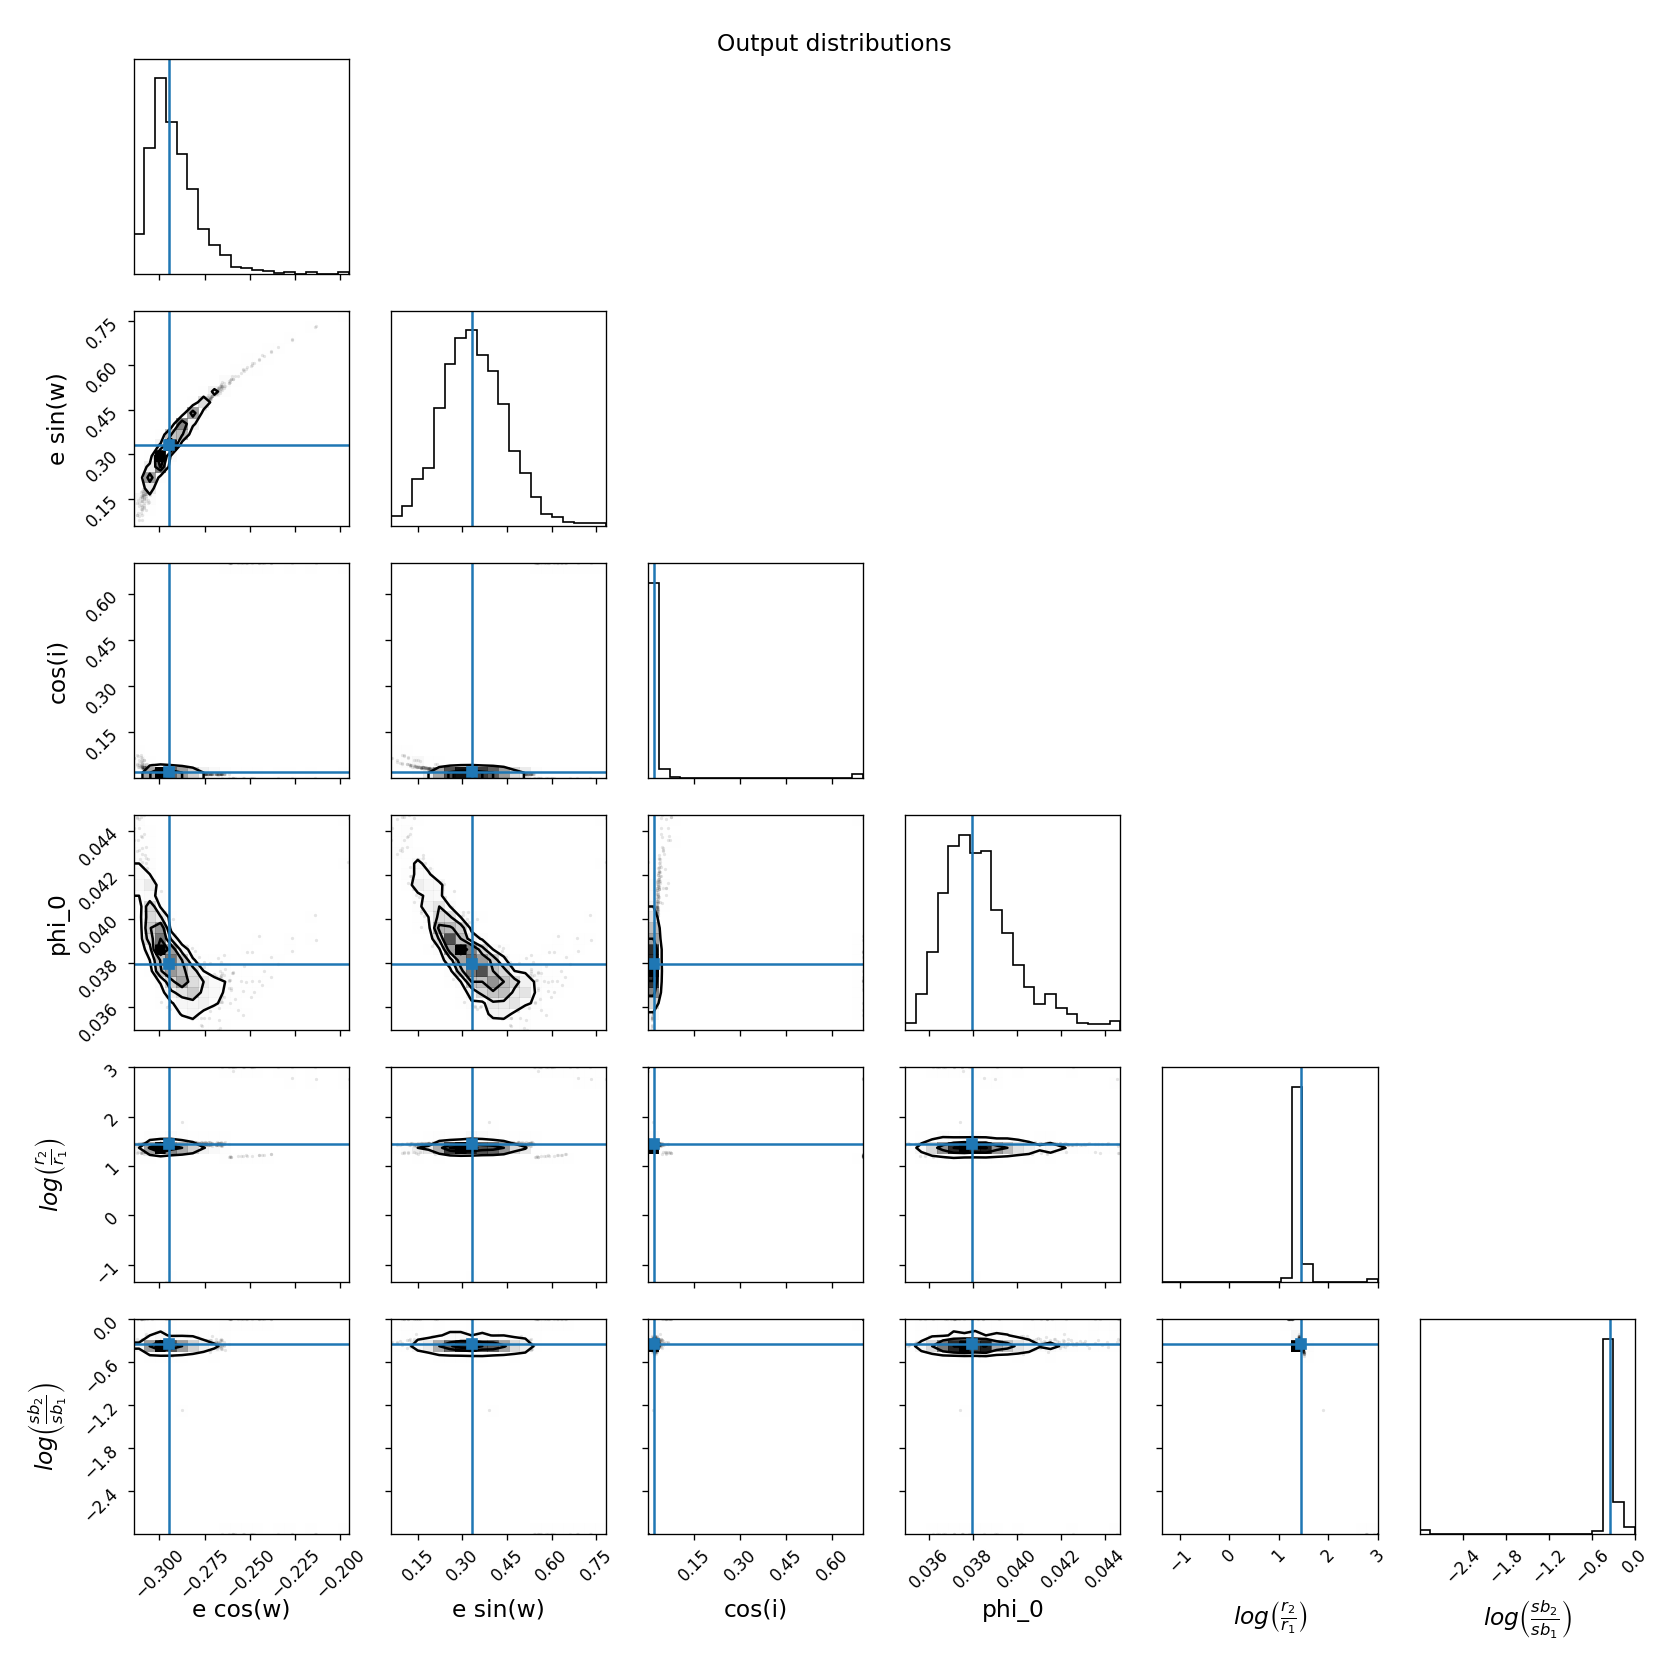 Output distributions
e sin(w)
0.75
0.60
0.45
0.30
0.15
cos(i)
0.60
0.45
0.30
0.15
phi_0
0.044
0.042
0.040
0.038
0.036
log(r₂/r₁)
3
2
1
0
−1
log(sb₂/sb₁)
0.0
−0.6
−1.2
−1.8
−2.4
−0.300 −0.275 −0.250 −0.225 −0.200
0.15 0.30 0.45 0.60 0.75
0.15 0.30 0.45 0.60
0.036 0.038 0.040 0.042 0.044
−1 0 1 2 3
−2.4 −1.8 −1.2 −0.6 0.0
e cos(w)
e sin(w)
cos(i)
phi_0
log(r₂/r₁)
log(sb₂/sb₁)